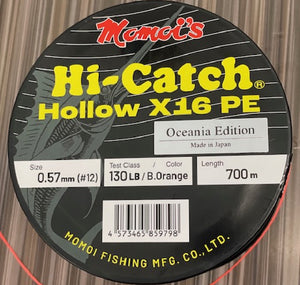 Momoi's
Hi-Catch®
Hollow X16 PE
Oceania Edition
Made in Japan
Size Test Class / Color Length
0.57mm (#12) 130LB / B.Orange 700m
4 573465 859798
MOMOI FISHING MFG. CO., LTD.